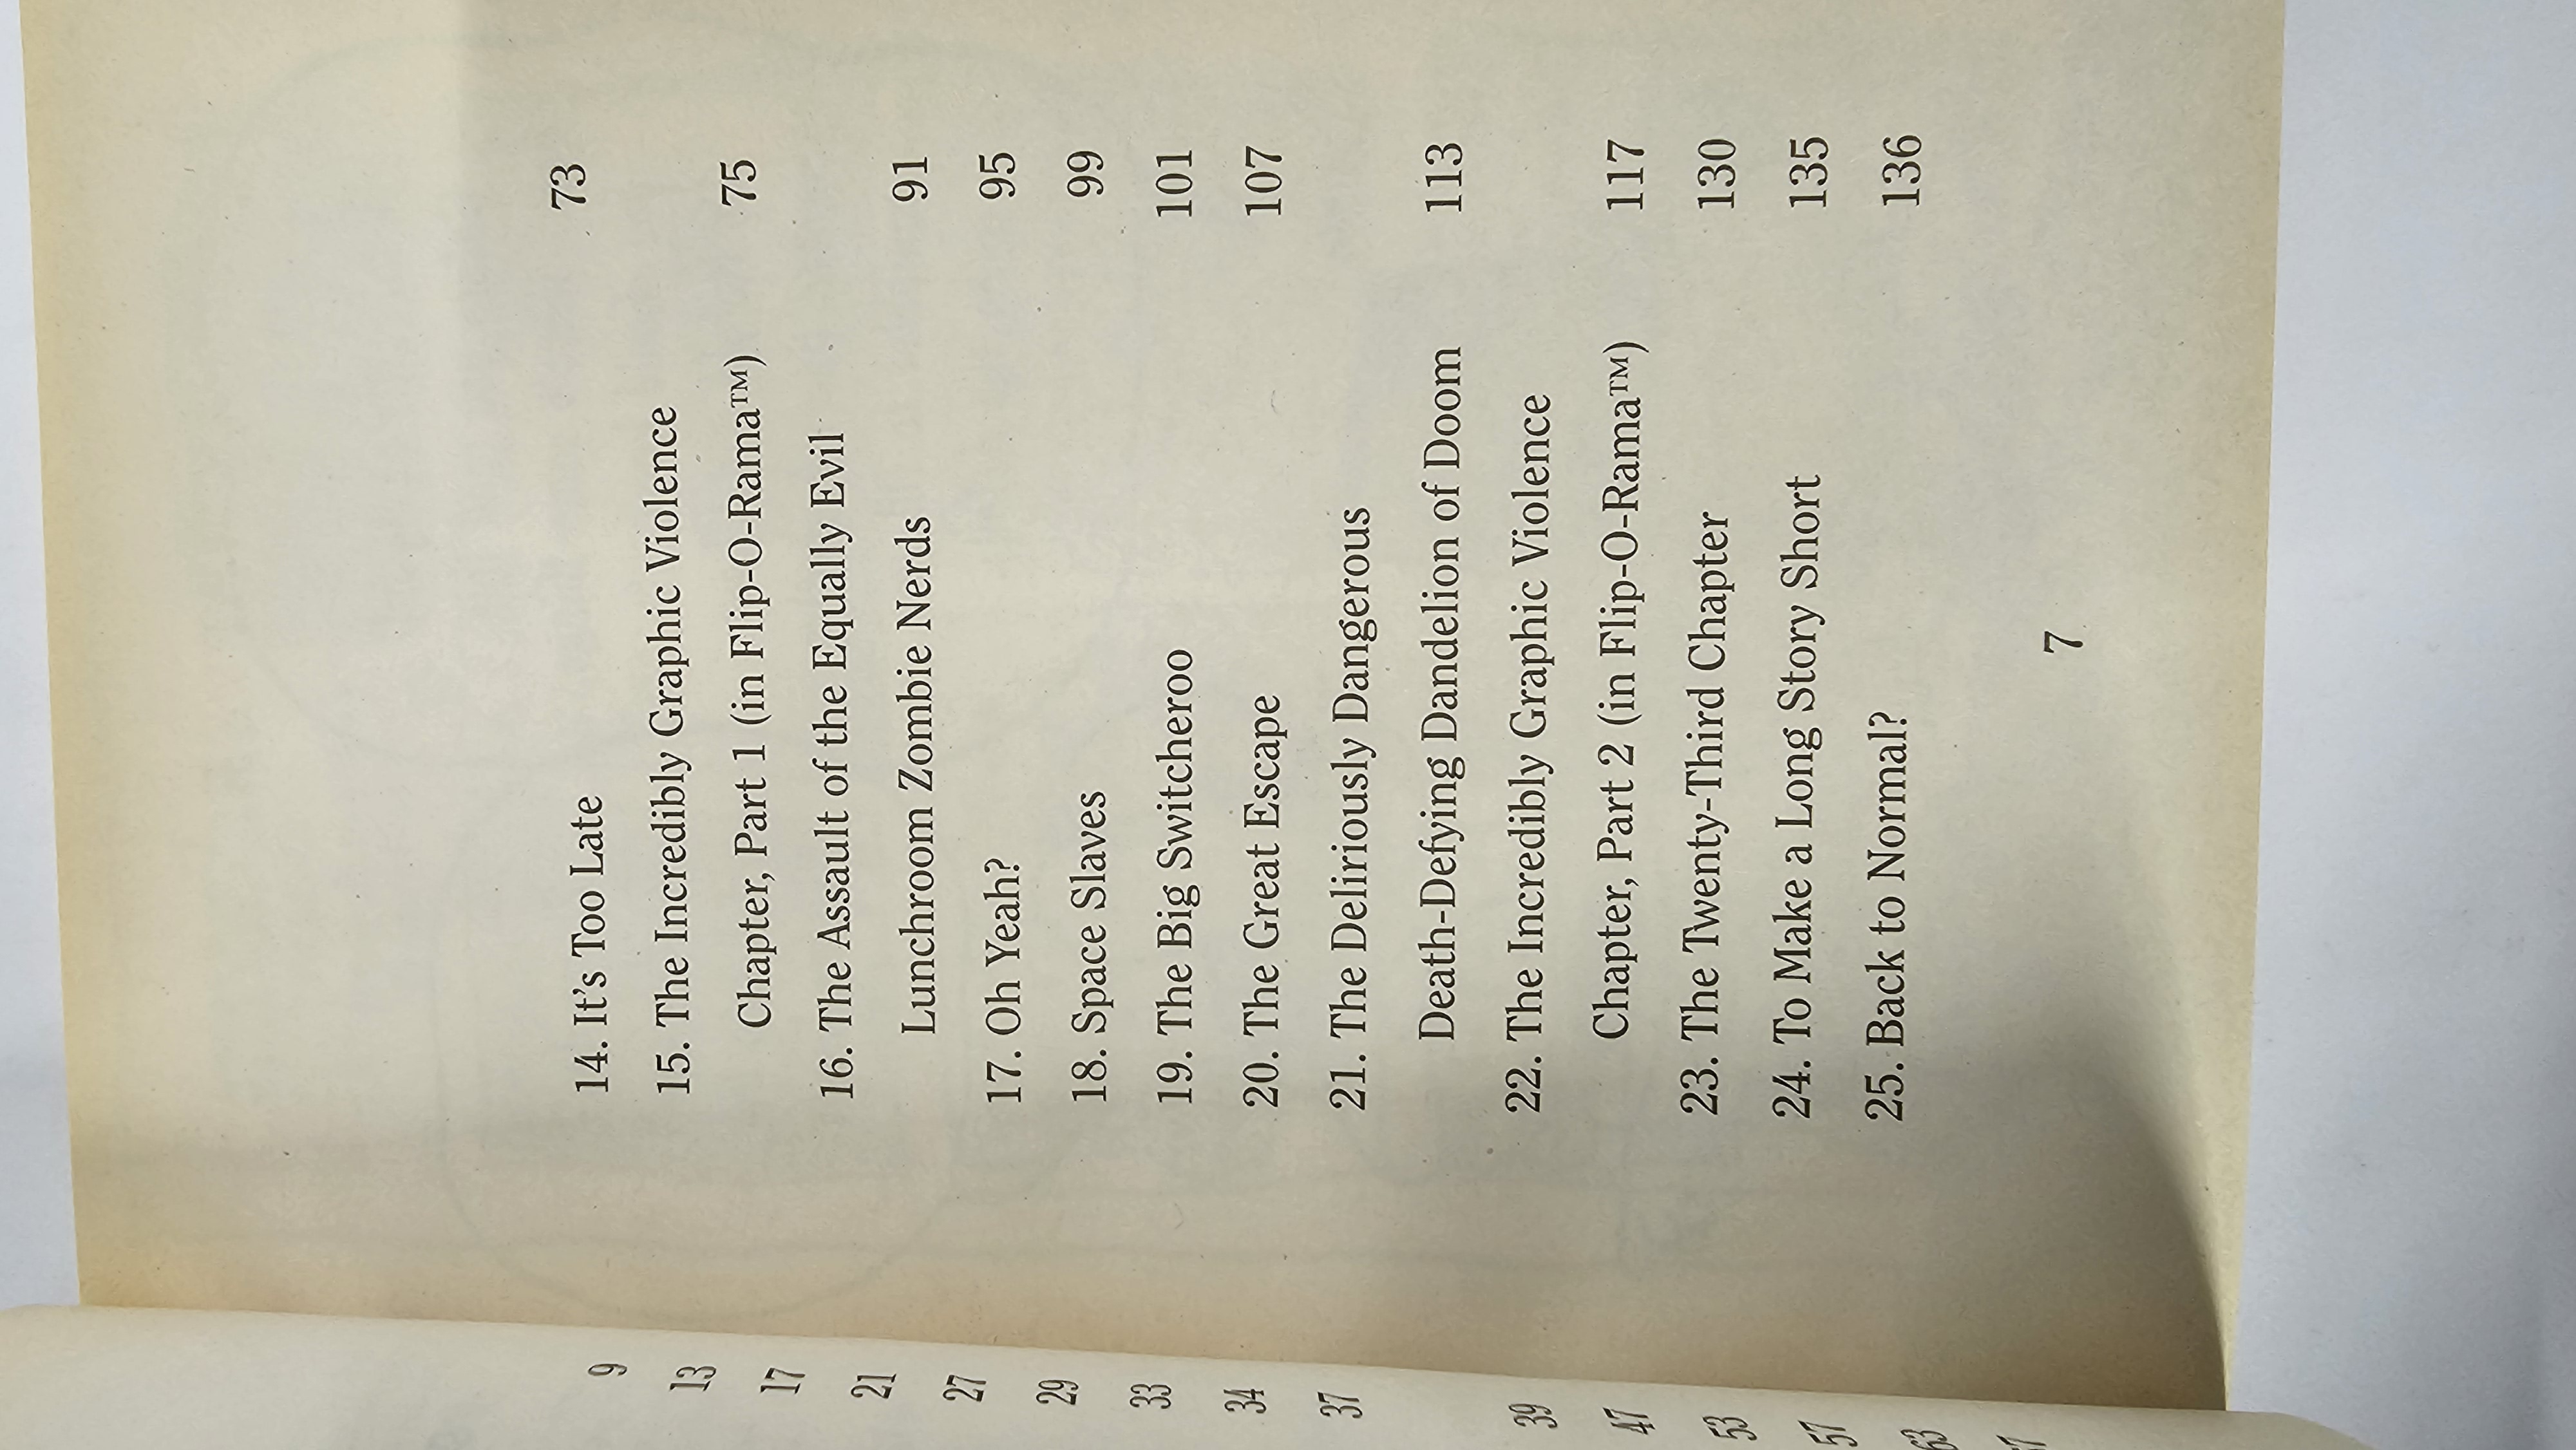 9
13
17
21
27
29
33
34
37
39
47
53
57
63
14. It's Too Late 73
15. The Incredibly Graphic Violence
Chapter, Part 1 (in Flip-O-Rama™) 75
16. The Assault of the Equally Evil
Lunchroom Zombie Nerds 91
17. Oh Yeah? 95
18. Space Slaves 99
19. The Big Switcheroo 101
20. The Great Escape 107
21. The Deliriously Dangerous
Death-Defying Dandelion of Doom 113
22. The Incredibly Graphic Violence
Chapter, Part 2 (in Flip-O-Rama™) 117
23. The Twenty-Third Chapter 130
24. To Make a Long Story Short 135
25. Back to Normal? 136
7